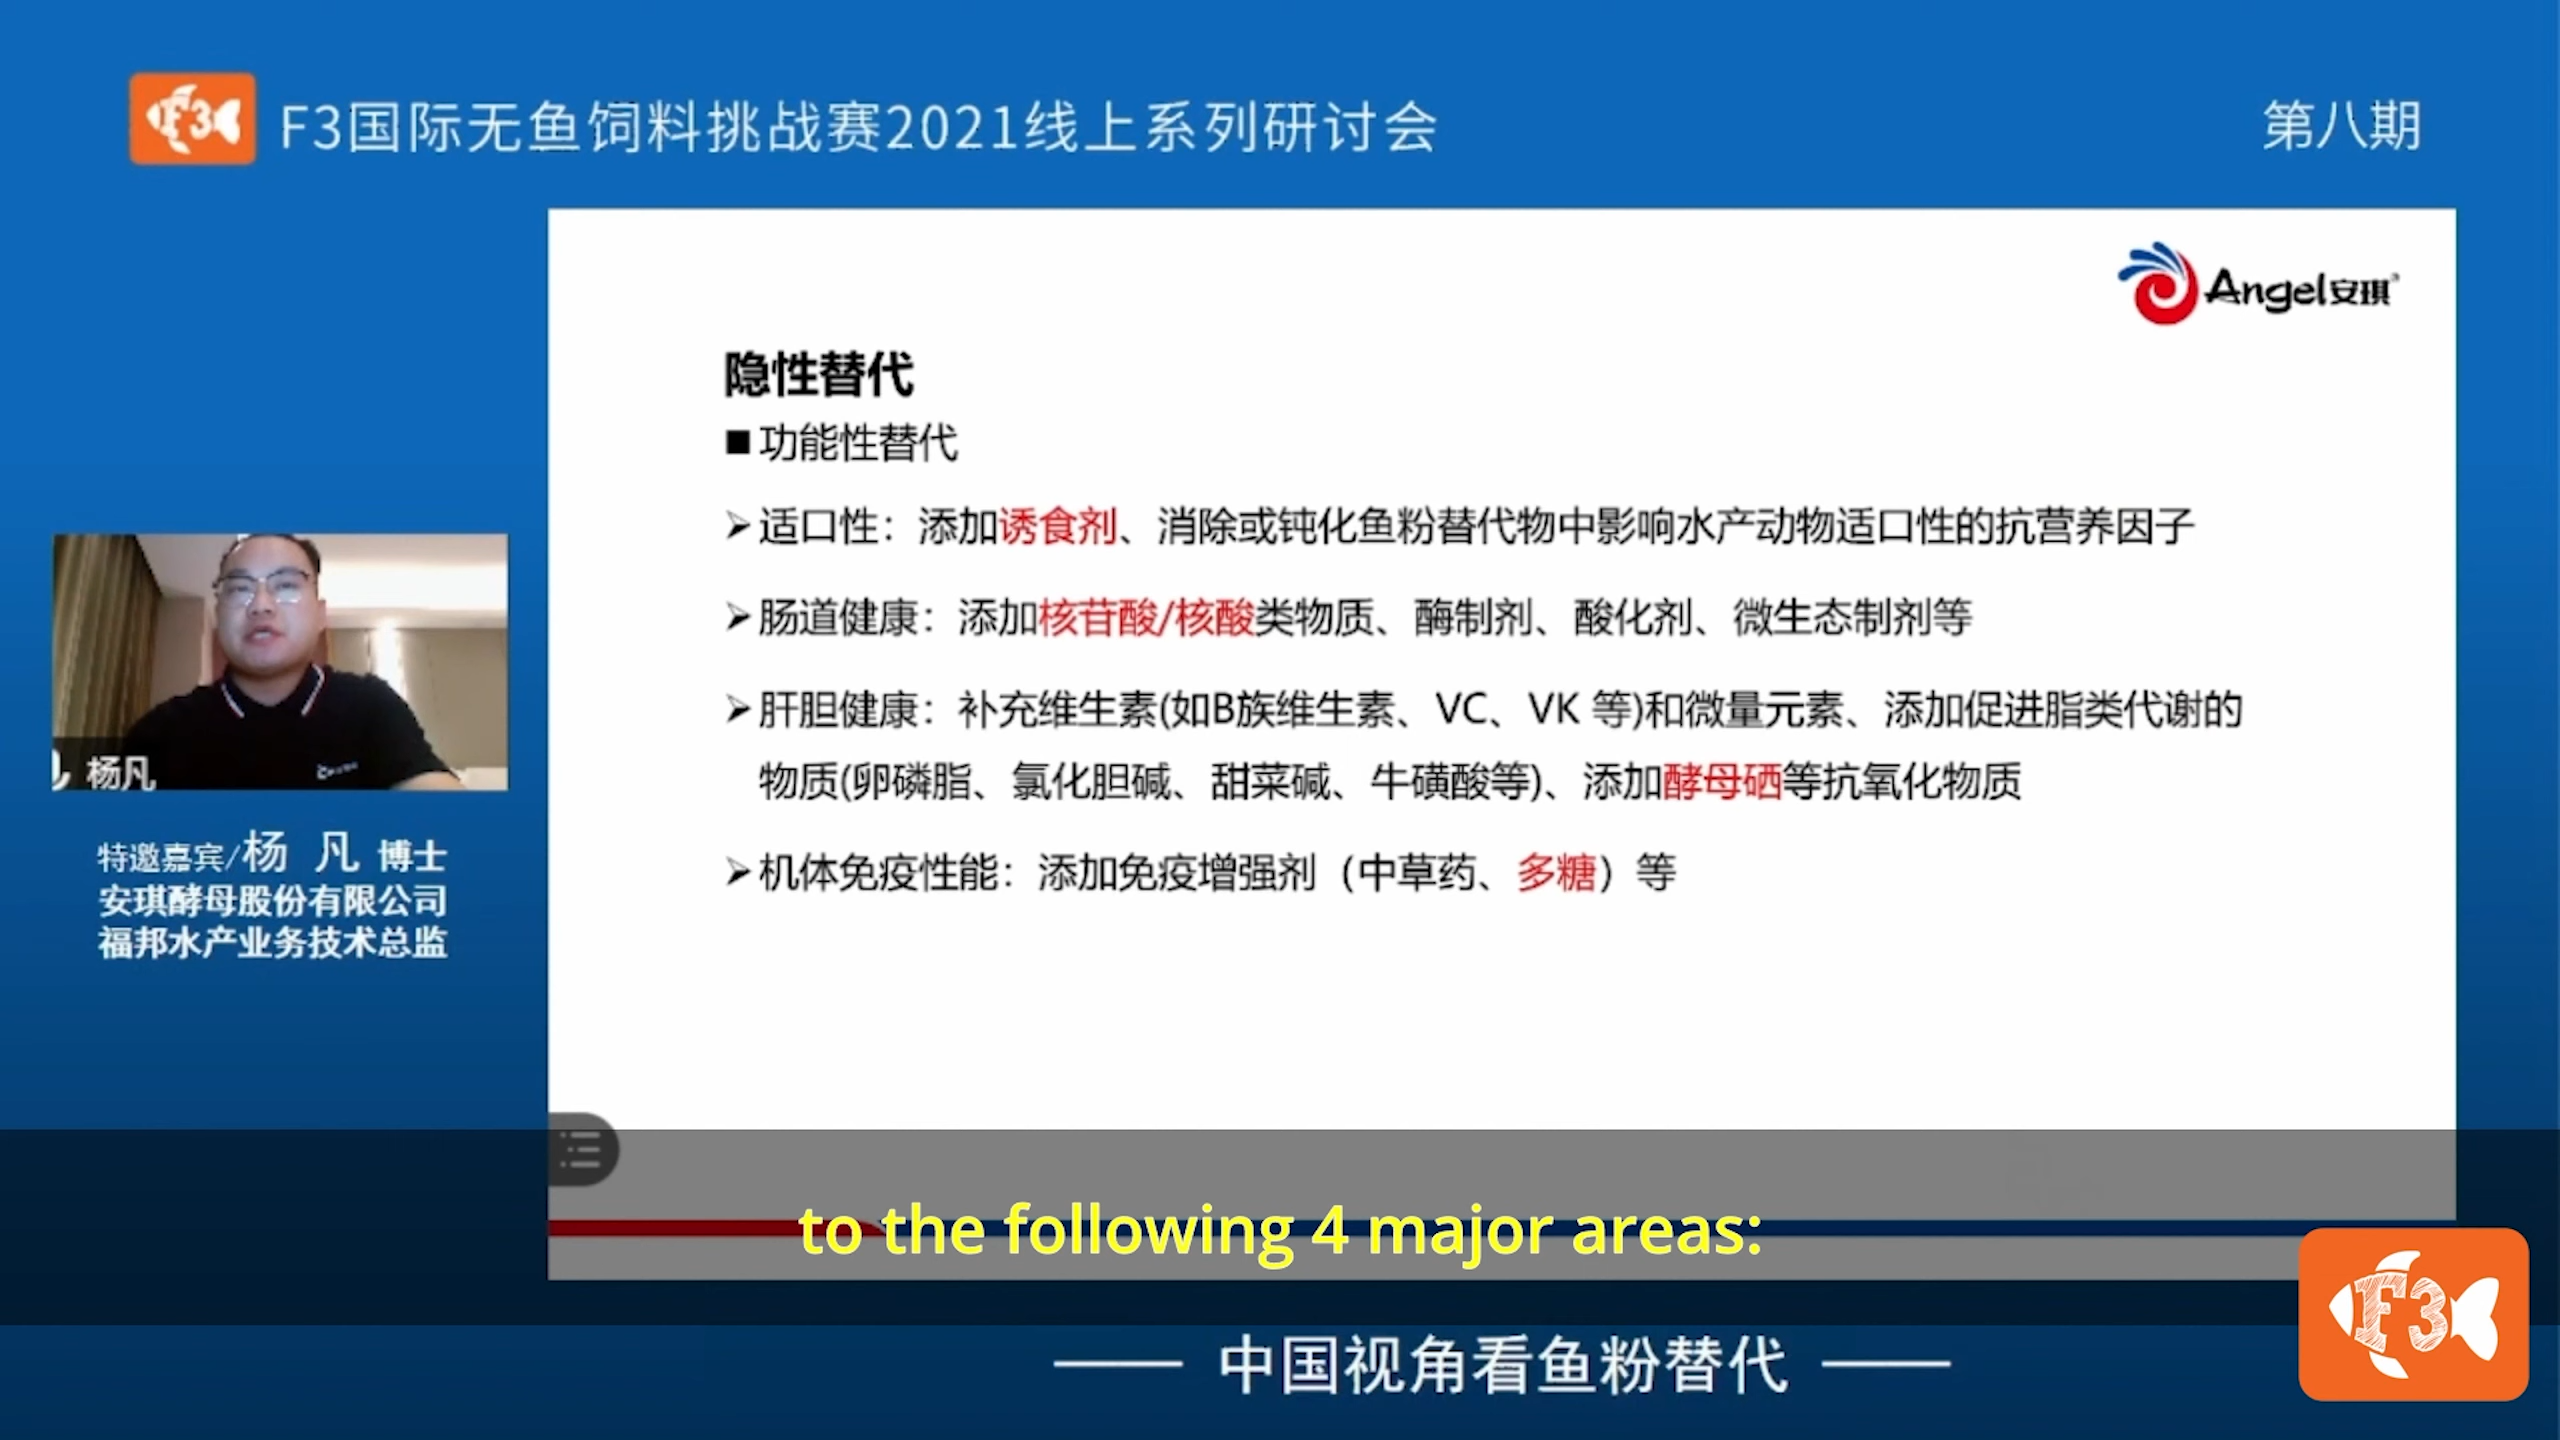 F3
F3国际无鱼饲料挑战赛2021线上系列研讨会
第八期
Angel安琪®
隐性替代
■功能性替代
➢适口性：添加诱食剂、消除或钝化鱼粉替代物中影响水产动物适口性的抗营养因子
➢肠道健康：添加核苷酸/核酸类物质、酶制剂、酸化剂、微生态制剂等
➢肝胆健康：补充维生素(如B族维生素、VC、VK 等)和微量元素、添加促进脂类代谢的
物质(卵磷脂、氯化胆碱、甜菜碱、牛磺酸等)、添加酵母硒等抗氧化物质
➢机体免疫性能：添加免疫增强剂（中草药、多糖）等
杨凡
特邀嘉宾/杨 凡 博士
安琪酵母股份有限公司
福邦水产业务技术总监
to the following 4 major areas:
中国视角看鱼粉替代
F3